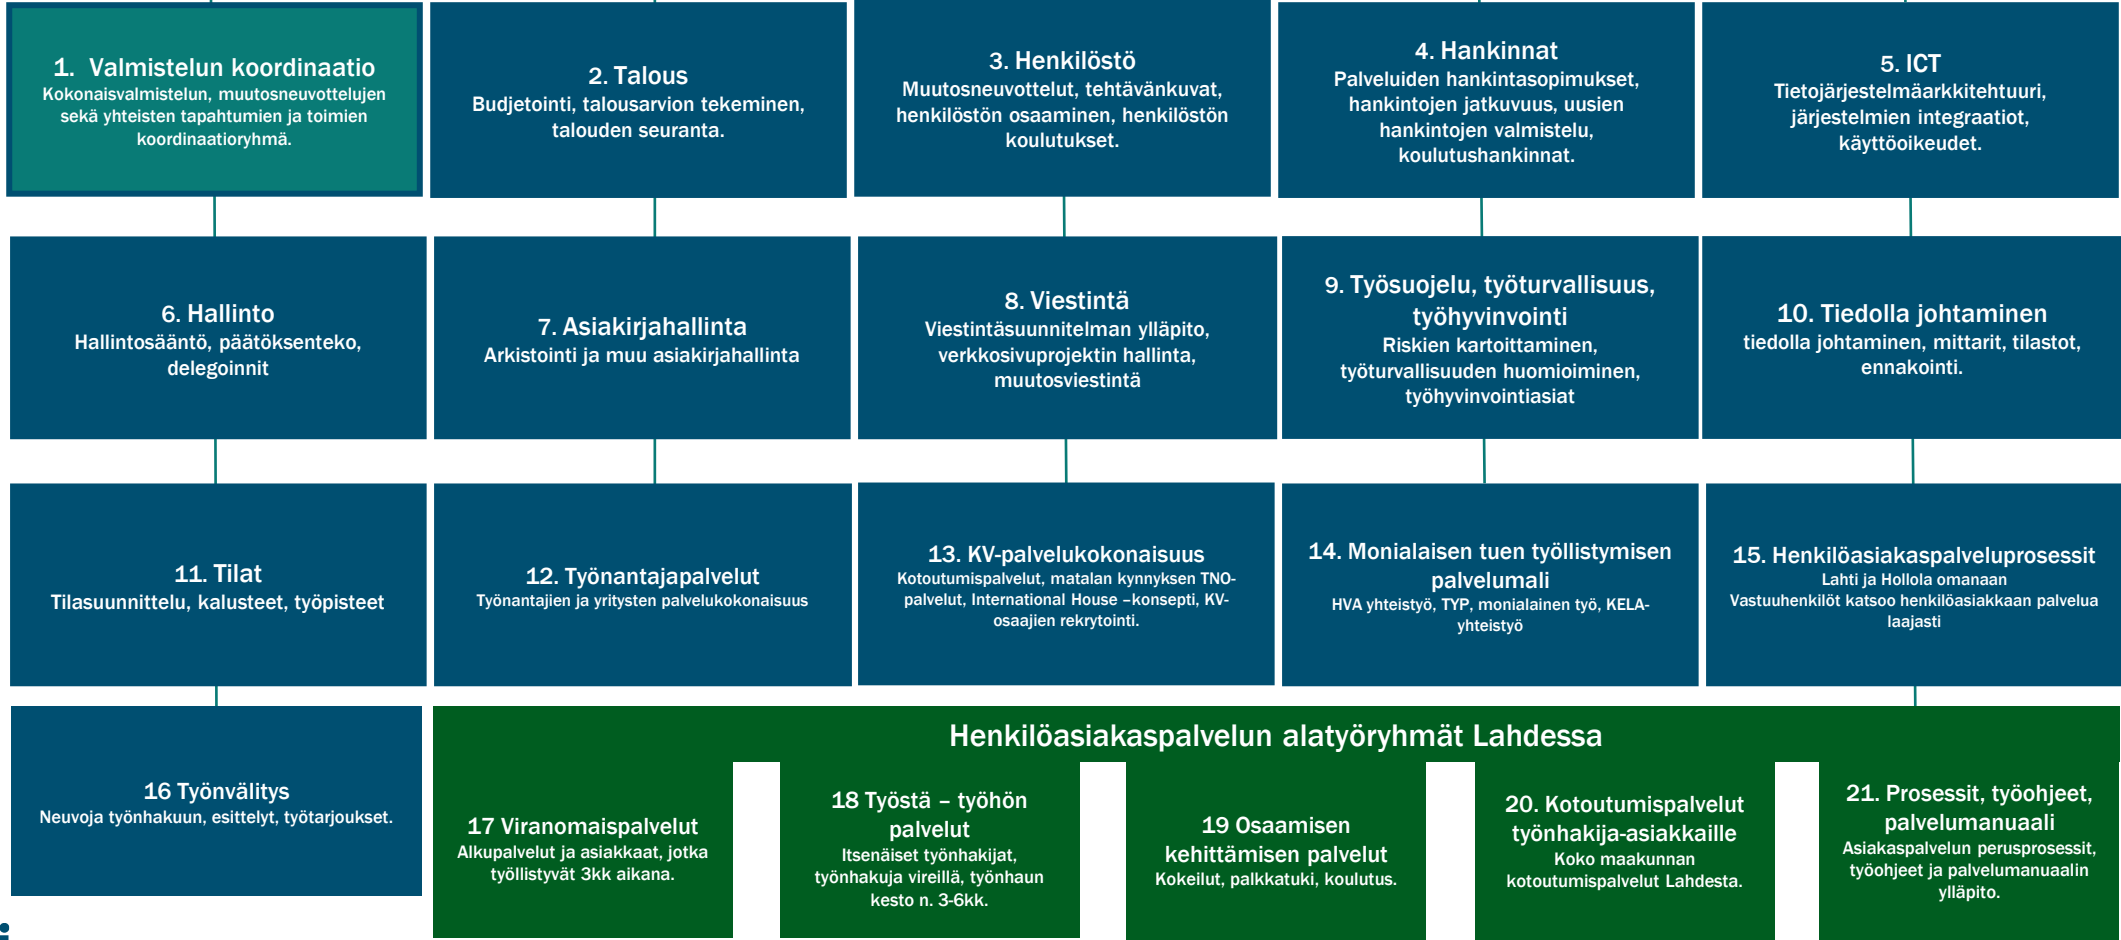 1. Valmistelun koordinaatio
Kokonaisvalmistelun, muutosneuvottelujen
sekä yhteisten tapahtumien ja toimien
koordinaatioryhmä.
2. Talous
Budjetointi, talousarvion tekeminen,
talouden seuranta.
3. Henkilöstö
Muutosneuvottelut, tehtävänkuvat,
henkilöstön osaaminen, henkilöstön
koulutukset.
4. Hankinnat
Palveluiden hankintasopimukset,
hankintojen jatkuvuus, uusien
hankintojen valmistelu,
koulutushankinnat.
5. ICT
Tietojärjestelmäarkkitehtuuri,
järjestelmien integraatiot,
käyttöoikeudet.
6. Hallinto
Hallintosääntö, päätöksenteko,
delegoinnit
7. Asiakirjahallinta
Arkistointi ja muu asiakirjahallinta
8. Viestintä
Viestintäsuunnitelman ylläpito,
verkkosivuprojektin hallinta,
muutosviestintä
9. Työsuojelu, työturvallisuus,
työhyvinvointi
Riskien kartoittaminen,
työturvallisuuden huomioiminen,
työhyvinvointiasiat
10. Tiedolla johtaminen
tiedolla johtaminen, mittarit, tilastot,
ennakointi.
11. Tilat
Tilasuunnittelu, kalusteet, työpisteet
12. Työnantajapalvelut
Työnantajien ja yritysten palvelukokonaisuus
13. KV-palvelukokonaisuus
Kotoutumispalvelut, matalan kynnyksen TNO-
palvelut, International House –konsepti, KV-
osaajien rekrytointi.
14. Monialaisen tuen työllistymisen
palvelumali
HVA yhteistyö, TYP, monialainen työ, KELA-
yhteistyö
15. Henkilöasiakaspalveluprosessit
Lahti ja Hollola omanaan
Vastuuhenkilöt katsoo henkilöasiakkaan palvelua
laajasti
16 Työnvälitys
Neuvoja työnhakuun, esittelyt, työtarjoukset.
Henkilöasiakaspalvelun alatyöryhmät Lahdessa
17 Viranomaispalvelut
Alkupalvelut ja asiakkaat, jotka
työllistyvät 3kk aikana.
18 Työstä – työhön
palvelut
Itsenäiset työnhakijat,
työnhakuja vireillä, työnhaun
kesto n. 3-6kk.
19 Osaamisen
kehittämisen palvelut
Kokeilut, palkkatuki, koulutus.
20. Kotoutumispalvelut
työnhakija-asiakkaille
Koko maakunnan
kotoutumispalvelut Lahdesta.
21. Prosessit, työohjeet,
palvelumanuaali
Asiakaspalvelun perusprosessit,
työohjeet ja palvelumanuaalin
ylläpito.